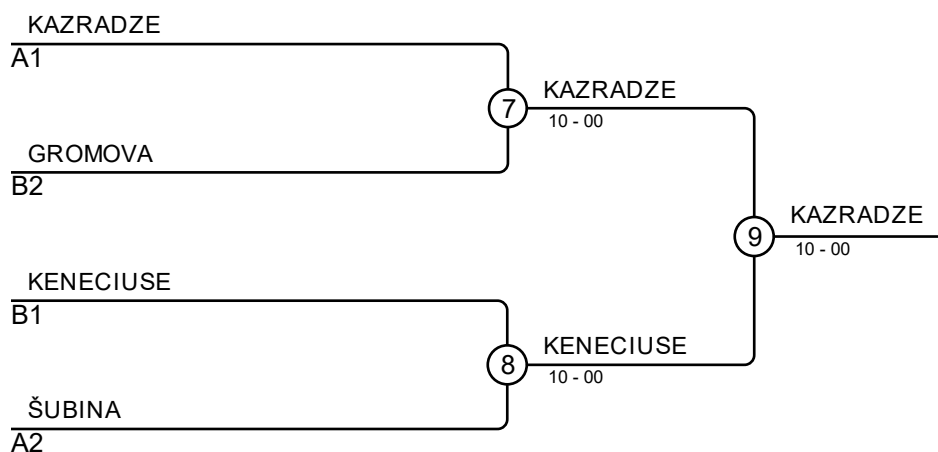 KAZRADZE
A1
7
KAZRADZE
10 - 00
GROMOVA
B2
9
KAZRADZE
10 - 00
KENECIUSE
B1
8
KENECIUSE
10 - 00
ŠUBINA
A2